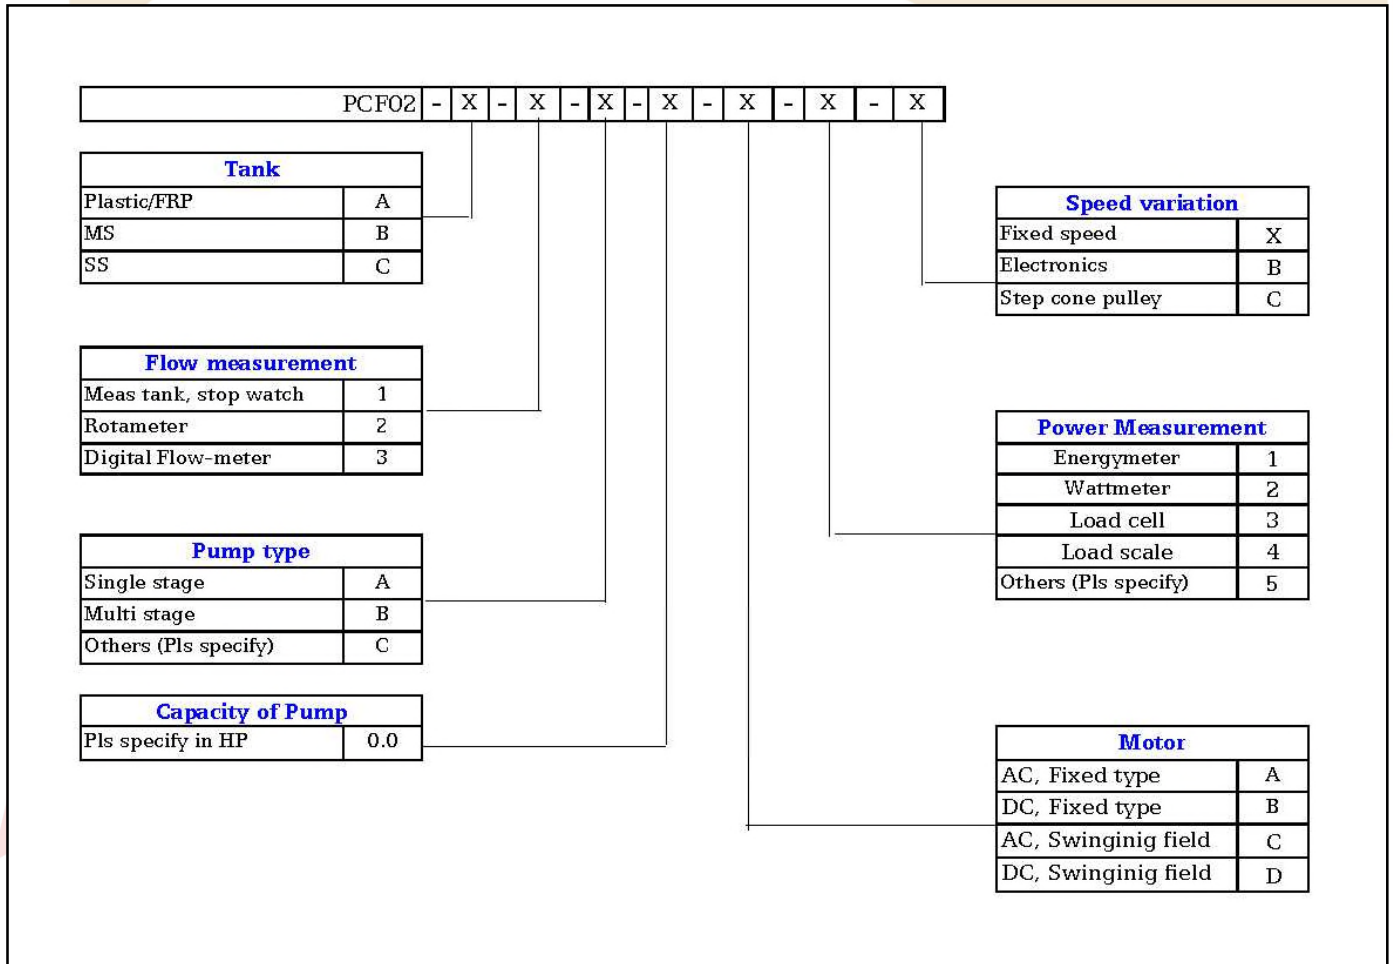 PCF02 - X - X - X - X - X - X - X
Tank
Plastic/FRP A
MS B
SS C
Flow measurement
Meas tank, stop watch 1
Rotameter 2
Digital Flow-meter 3
Pump type
Single stage A
Multi stage B
Others (Pls specify) C
Capacity of Pump
Pls specify in HP 0.0
Speed variation
Fixed speed X
Electronics B
Step cone pulley C
Power Measurement
Energymeter 1
Wattmeter 2
Load cell 3
Load scale 4
Others (Pls specify) 5
Motor
AC, Fixed type A
DC, Fixed type B
AC, Swinginig field C
DC, Swinginig field D